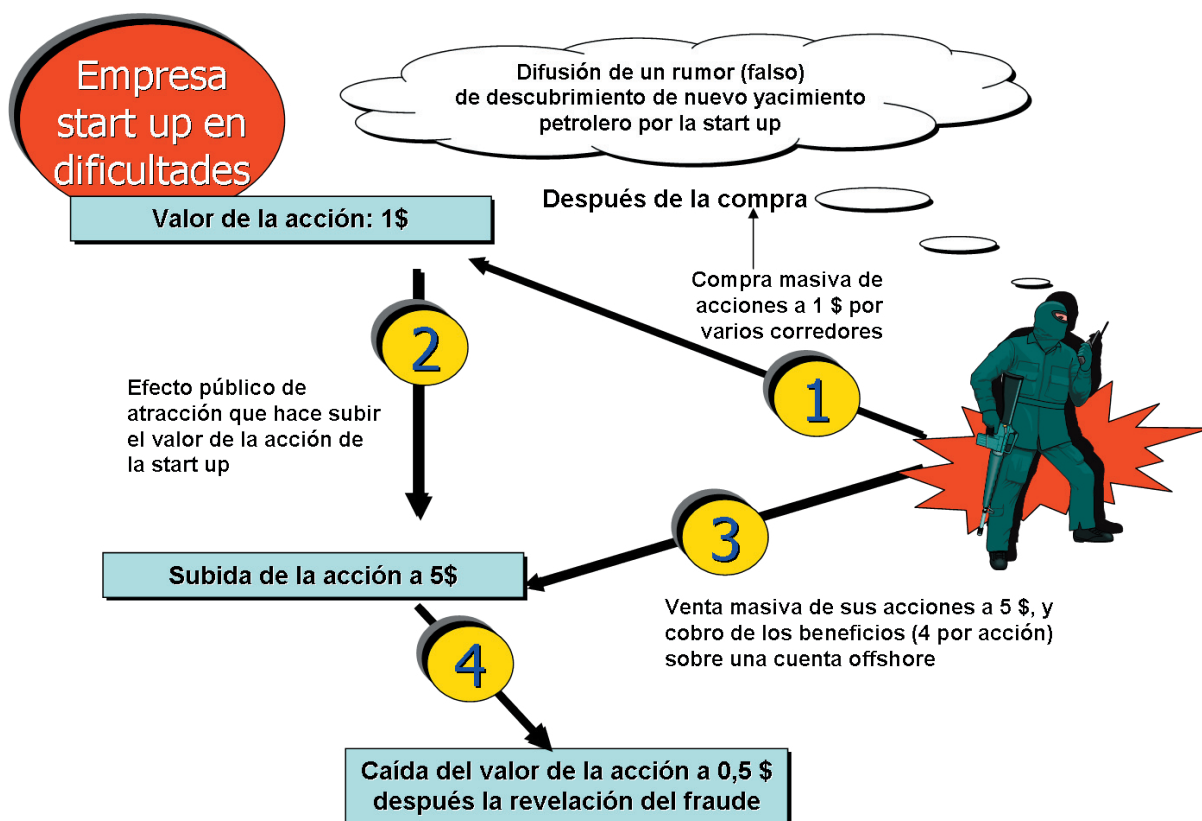 Empresa
start up en
dificultades
Valor de la acción: 1$
Difusión de un rumor (falso)
de descubrimiento de nuevo yacimiento
petrolero por la start up
Después de la compra
Compra masiva de
acciones a 1 $ por
varios corredores
1
2
Efecto público de
atracción que hace subir
el valor de la acción de
la start up
3
Subida de la acción a 5$
Venta masiva de sus acciones a 5 $, y
cobro de los beneficios (4 por acción)
sobre una cuenta offshore
4
Caída del valor de la acción a 0,5 $
después la revelación del fraude